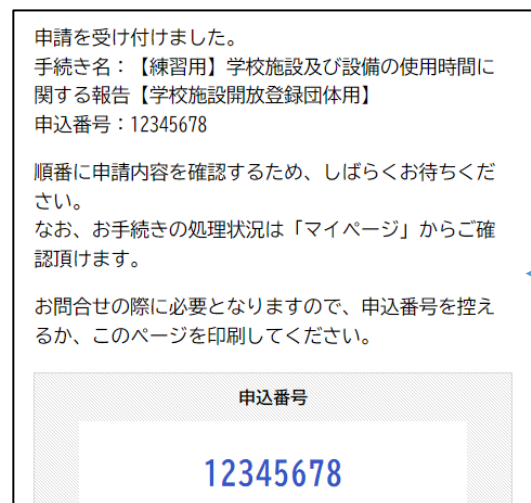 申請を受け付けました。
手続き名：【練習用】学校施設及び設備の使用時間に
関する報告【学校施設開放登録団体用】
申込番号：12345678
順番に申請内容を確認するため、しばらくお待ちくだ
さい。
なお、お手続きの処理状況は「マイページ」からご確
認頂けます。
お問合せの際に必要となりますので、申込番号を控え
るか、このページを印刷してください。
申込番号
12345678